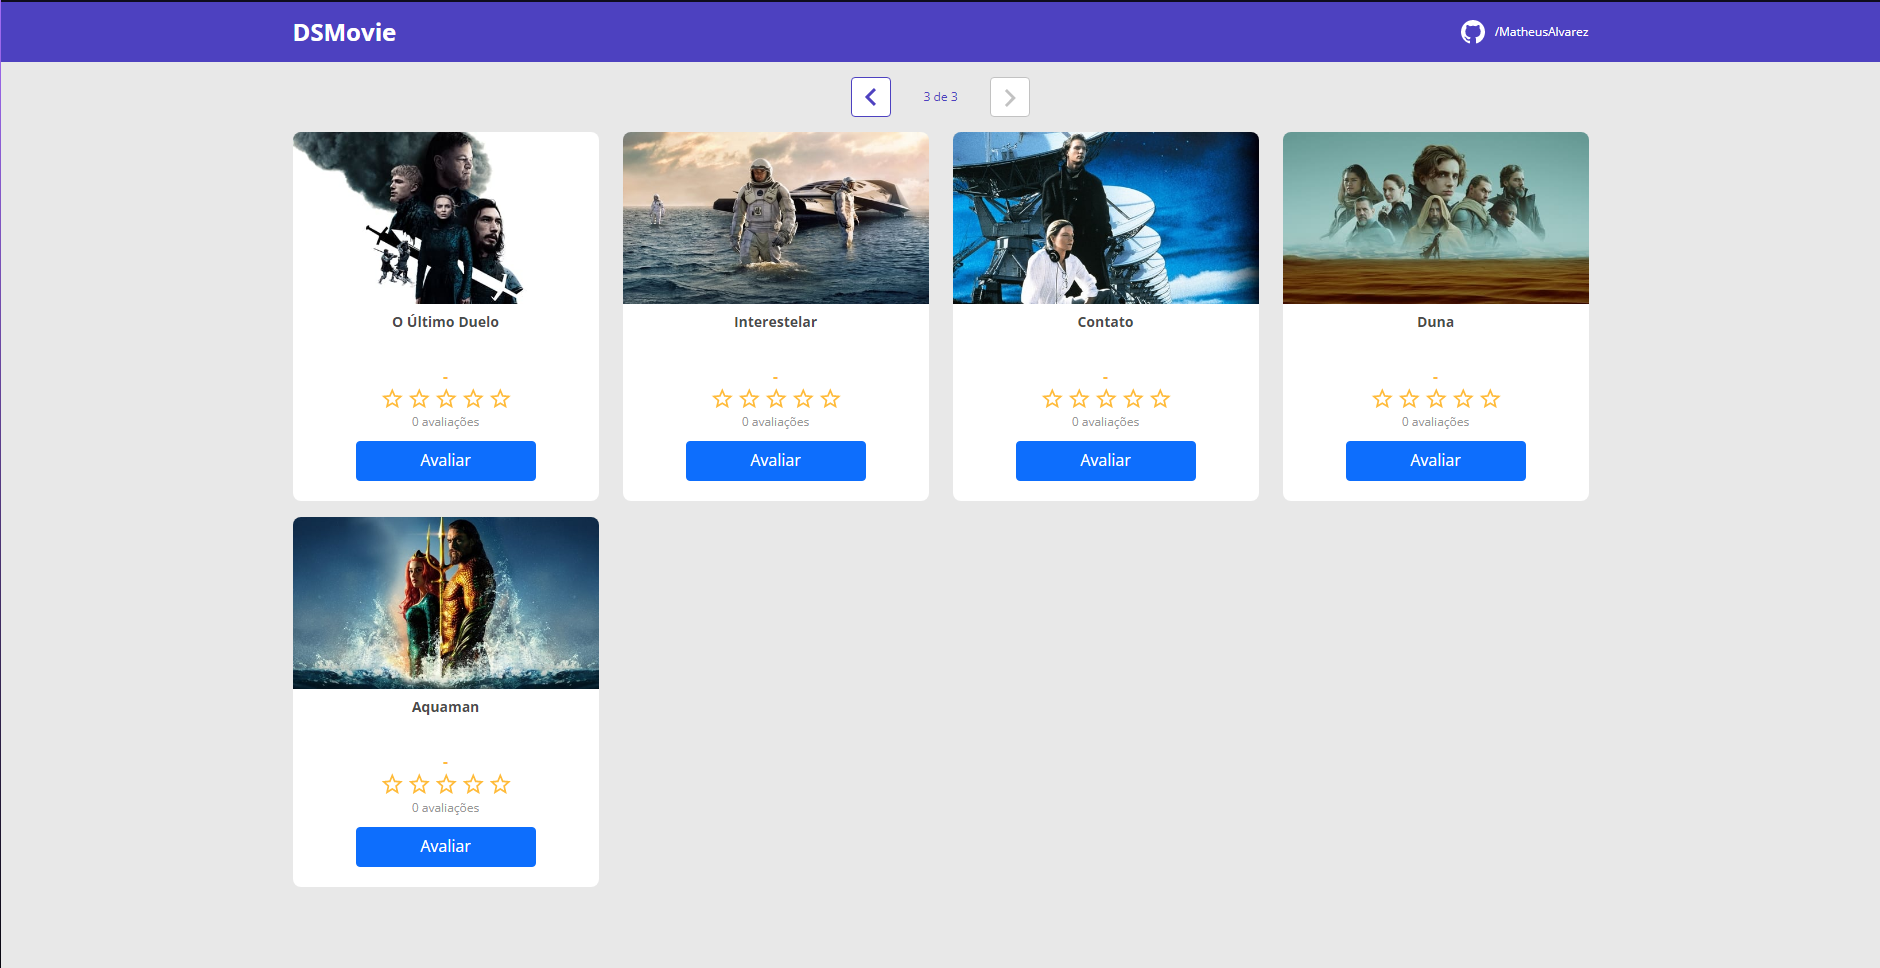 DSMovie
/MatheusAlvarez
3 de 3
O Último Duelo
-
0 avaliações
Avaliar
Interestelar
-
0 avaliações
Avaliar
Contato
-
0 avaliações
Avaliar
Duna
-
0 avaliações
Avaliar
Aquaman
-
0 avaliações
Avaliar